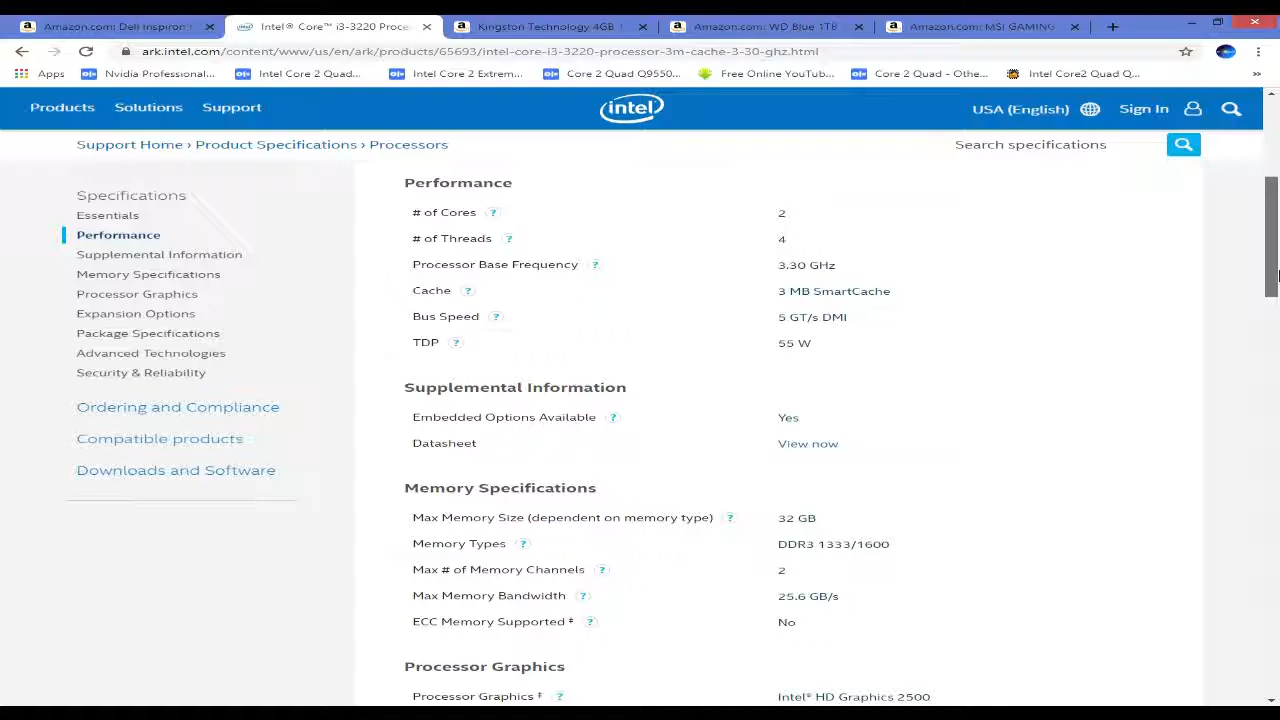 Amazon.com: Dell Inspiron
Intel® Core™ i3-3220 Proce
Kingston Technology 4GB
Amazon.com: WD Blue 1TB
Amazon.com: MSI GAMING
ark.intel.com/content/www/us/en/ark/products/65693/intel-core-i3-3220-processor-3m-cache-3-30-ghz.html
Apps
Nvidia Professional...
Intel Core 2 Quad...
Intel Core 2 Extrem...
Core 2 Quad Q9550...
Free Online YouTub...
Core 2 Quad - Othe...
Intel Core2 Quad Q...
Products
Solutions
Support
intel
USA (English)
Sign In
Support Home › Product Specifications › Processors
Search specifications
Specifications
Essentials
Performance
Supplemental Information
Memory Specifications
Processor Graphics
Expansion Options
Package Specifications
Advanced Technologies
Security & Reliability
Ordering and Compliance
Compatible products
Downloads and Software
Performance
# of Cores ? 2
# of Threads ? 4
Processor Base Frequency ? 3.30 GHz
Cache ? 3 MB SmartCache
Bus Speed ? 5 GT/s DMI
TDP ? 55 W
Supplemental Information
Embedded Options Available ? Yes
Datasheet View now
Memory Specifications
Max Memory Size (dependent on memory type) ? 32 GB
Memory Types ? DDR3 1333/1600
Max # of Memory Channels ? 2
Max Memory Bandwidth ? 25.6 GB/s
ECC Memory Supported ‡ ? No
Processor Graphics
Processor Graphics ‡ ? Intel® HD Graphics 2500